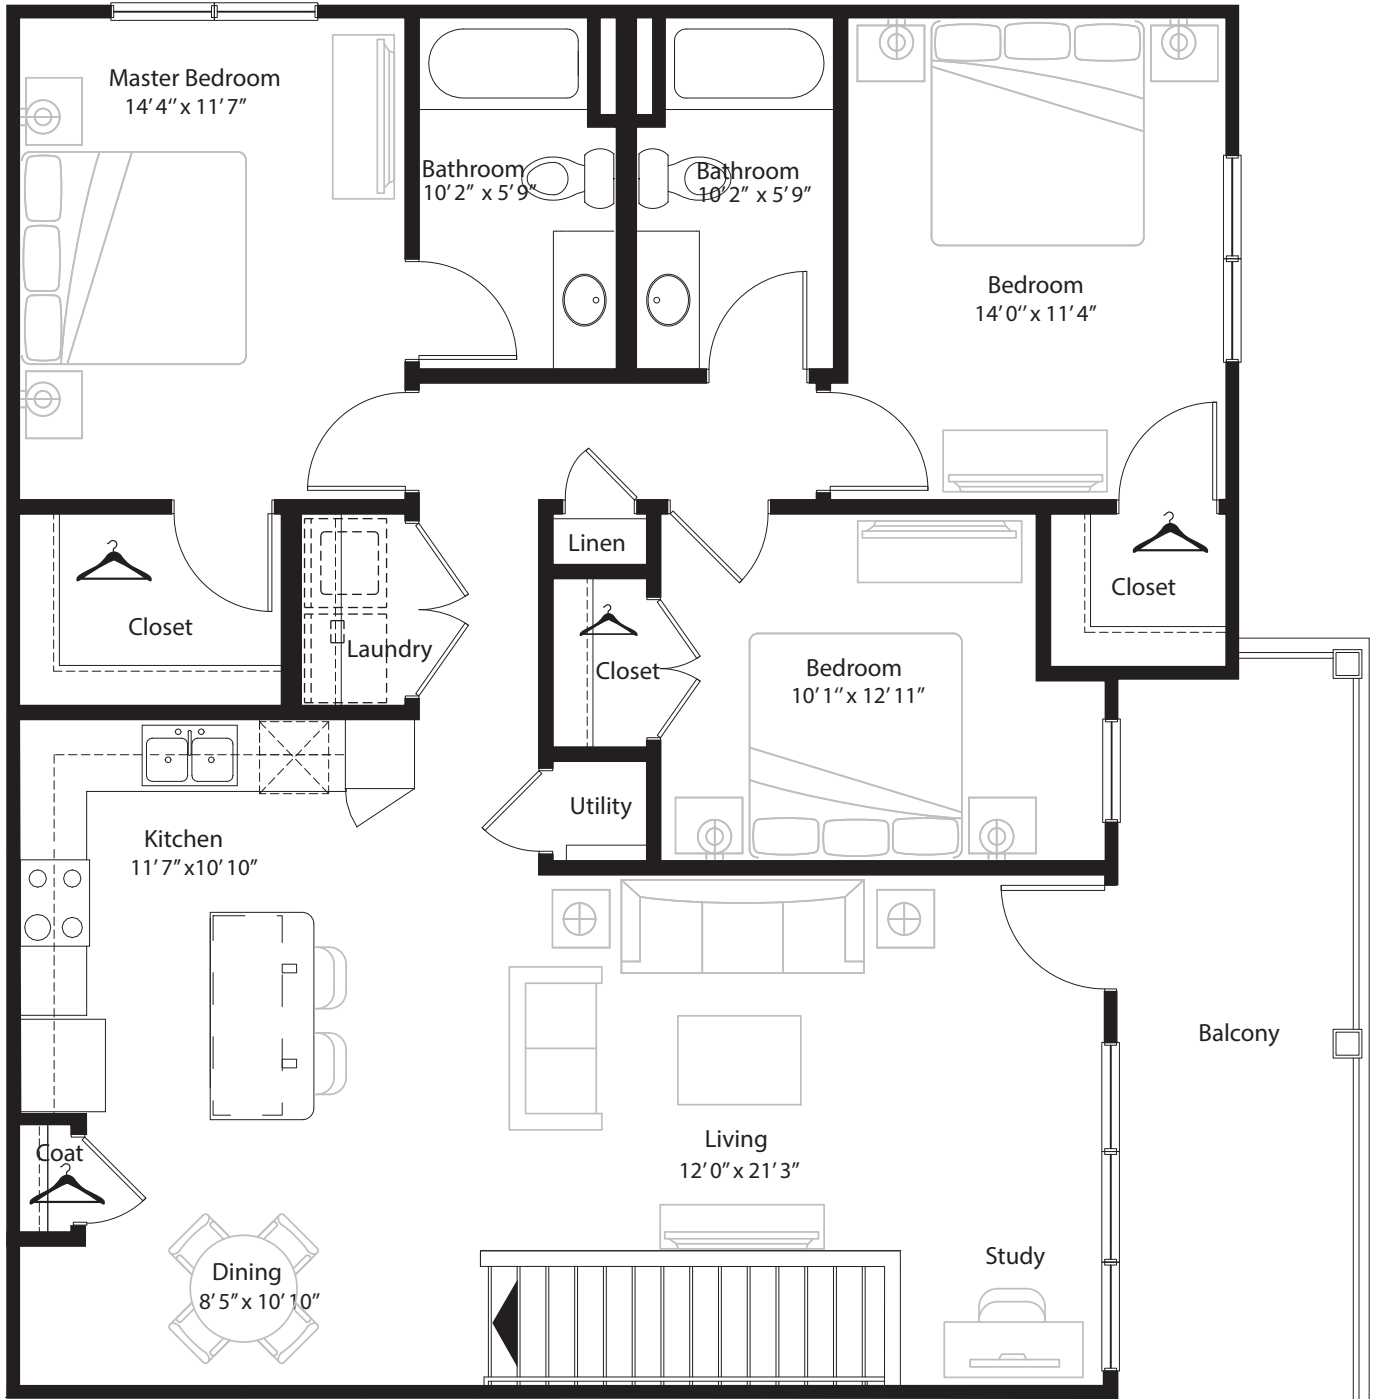 Master Bedroom
14’4’’ x 11’7’’
Bathroom
10’2’’ x 5’9’’
Bathroom
10’2’’ x 5’9’’
Bedroom
14’0’’ x 11’4’’
Linen
Closet
Closet
Laundry
Closet
Bedroom
10’1’’ x 12’11’’
Utility
Kitchen
11’7’’ x10’10’’
Balcony
Living
12’0’’ x 21’3’’
Coat
Study
Dining
8’5’’ x 10’10’’